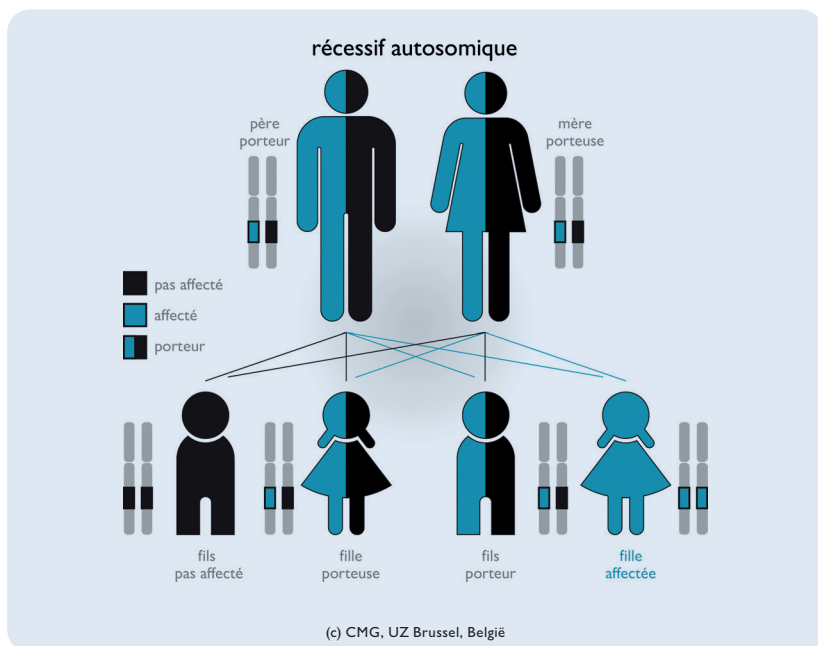 récessif autosomique
père
porteur
mère
porteuse
pas affecté
affecté
porteur
fils
pas affecté
fille
porteuse
fils
porteur
fille
affectée
(c) CMG, UZ Brussel, België